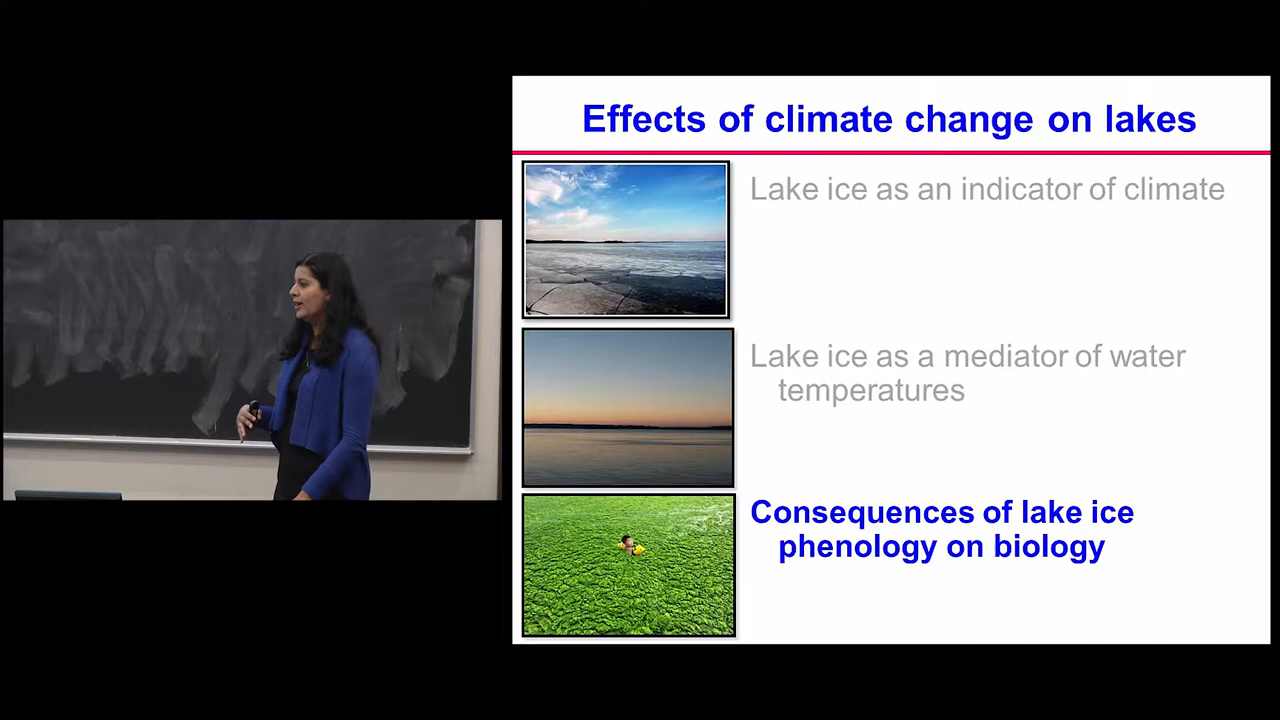 Effects of climate change on lakes
Lake ice as an indicator of climate
Lake ice as a mediator of water
temperatures
Consequences of lake ice
phenology on biology